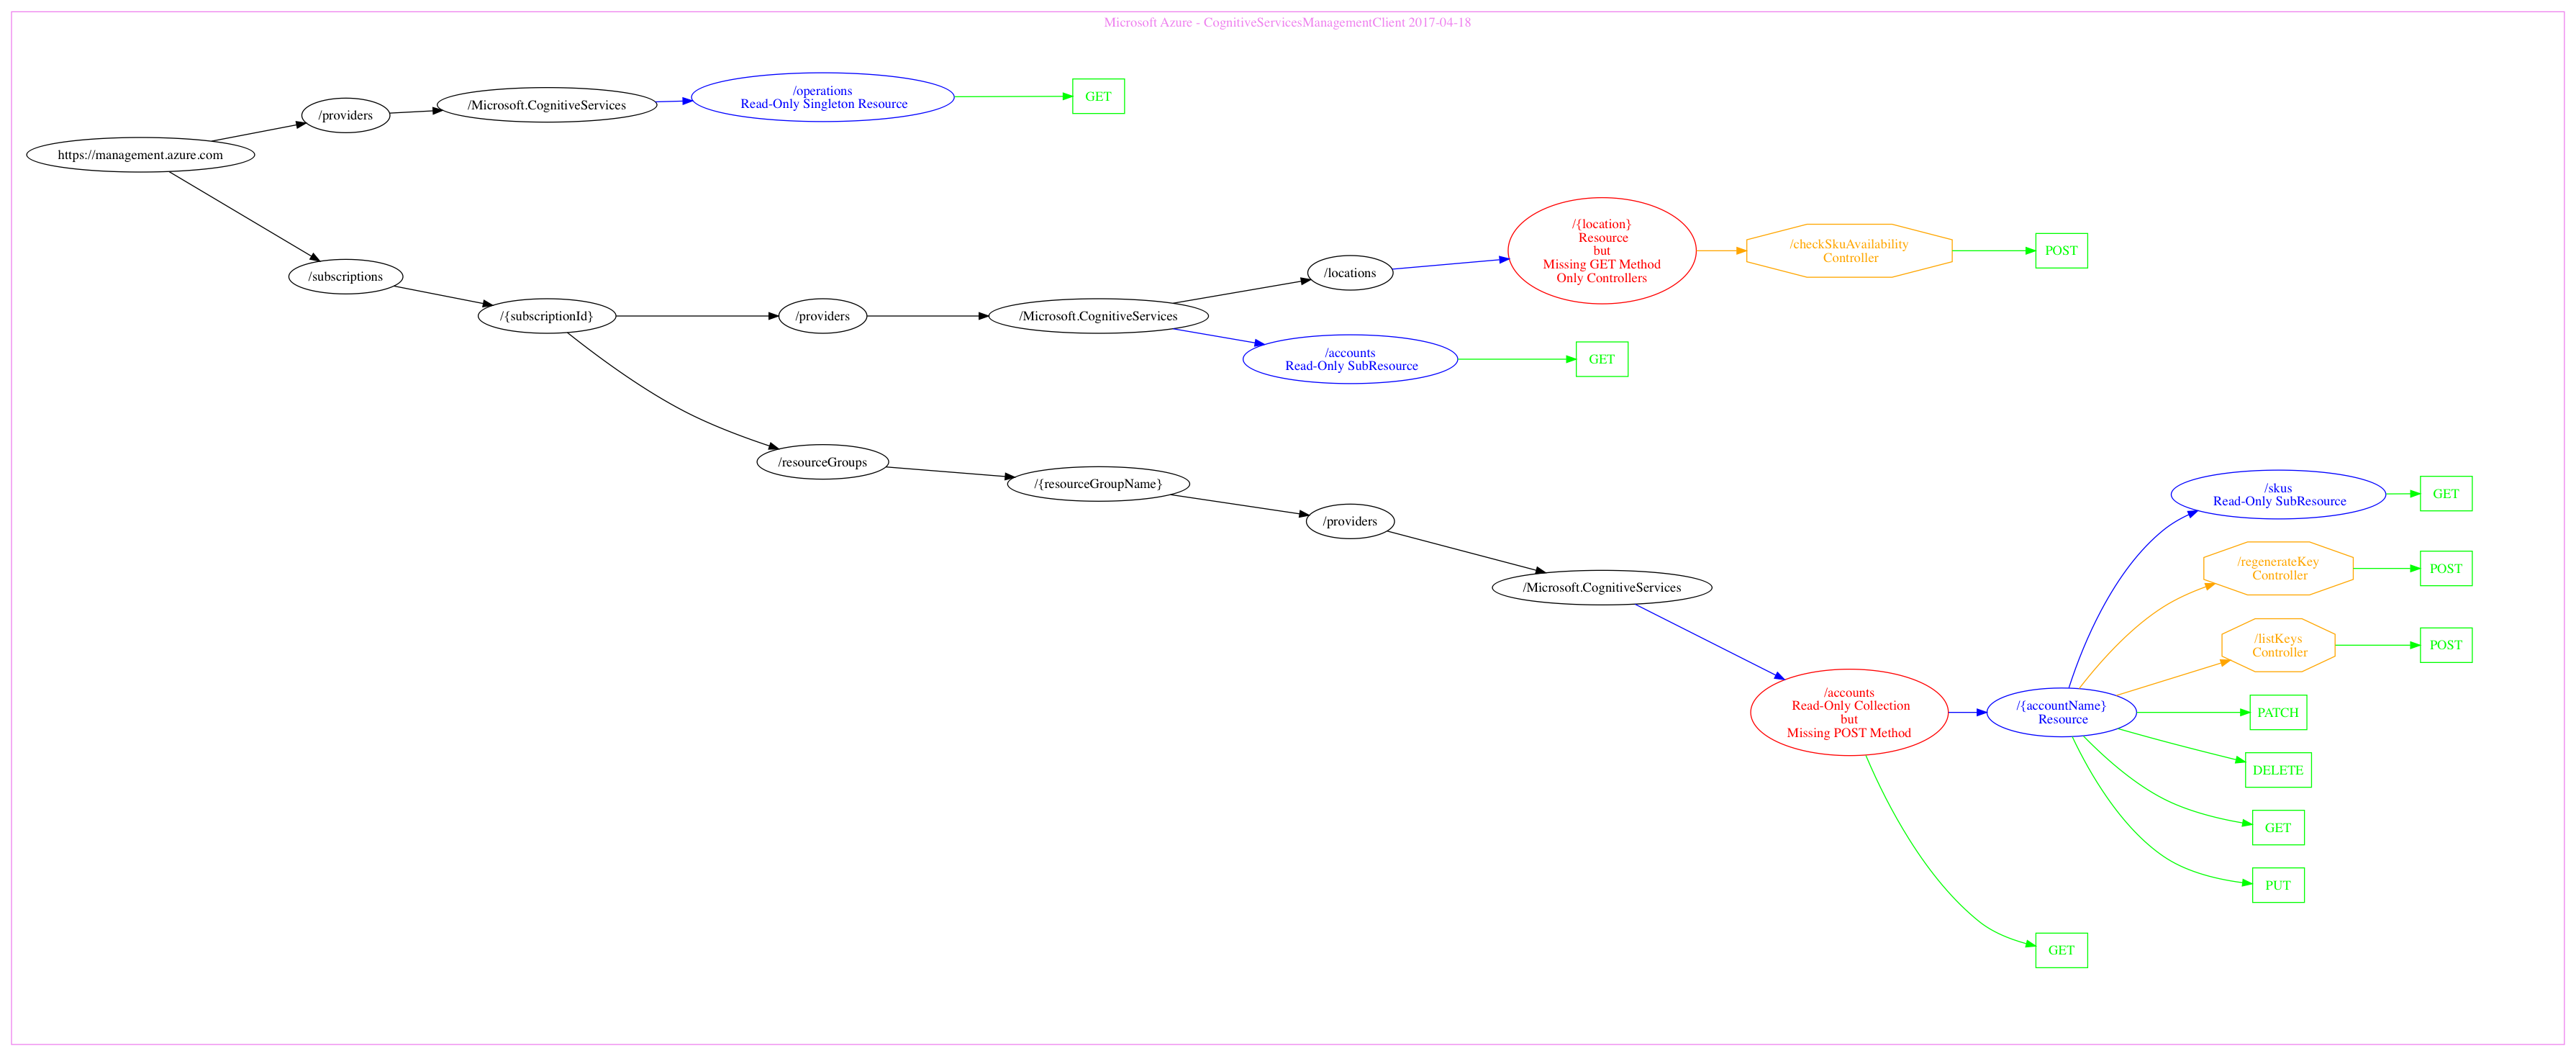 Microsoft Azure - CognitiveServicesManagementClient 2017-04-18
https://management.azure.com
/providers
/Microsoft.CognitiveServices
/operations
Read-Only Singleton Resource
GET
/subscriptions
/{subscriptionId}
/providers
/Microsoft.CognitiveServices
/locations
/{location}
Resource
but
Missing GET Method
Only Controllers
/checkSkuAvailability
Controller
POST
/accounts
Read-Only SubResource
GET
/resourceGroups
/{resourceGroupName}
/providers
/Microsoft.CognitiveServices
/accounts
Read-Only Collection
but
Missing POST Method
/{accountName}
Resource
/skus
Read-Only SubResource
GET
/regenerateKey
Controller
POST
/listKeys
Controller
POST
PATCH
DELETE
GET
PUT
GET